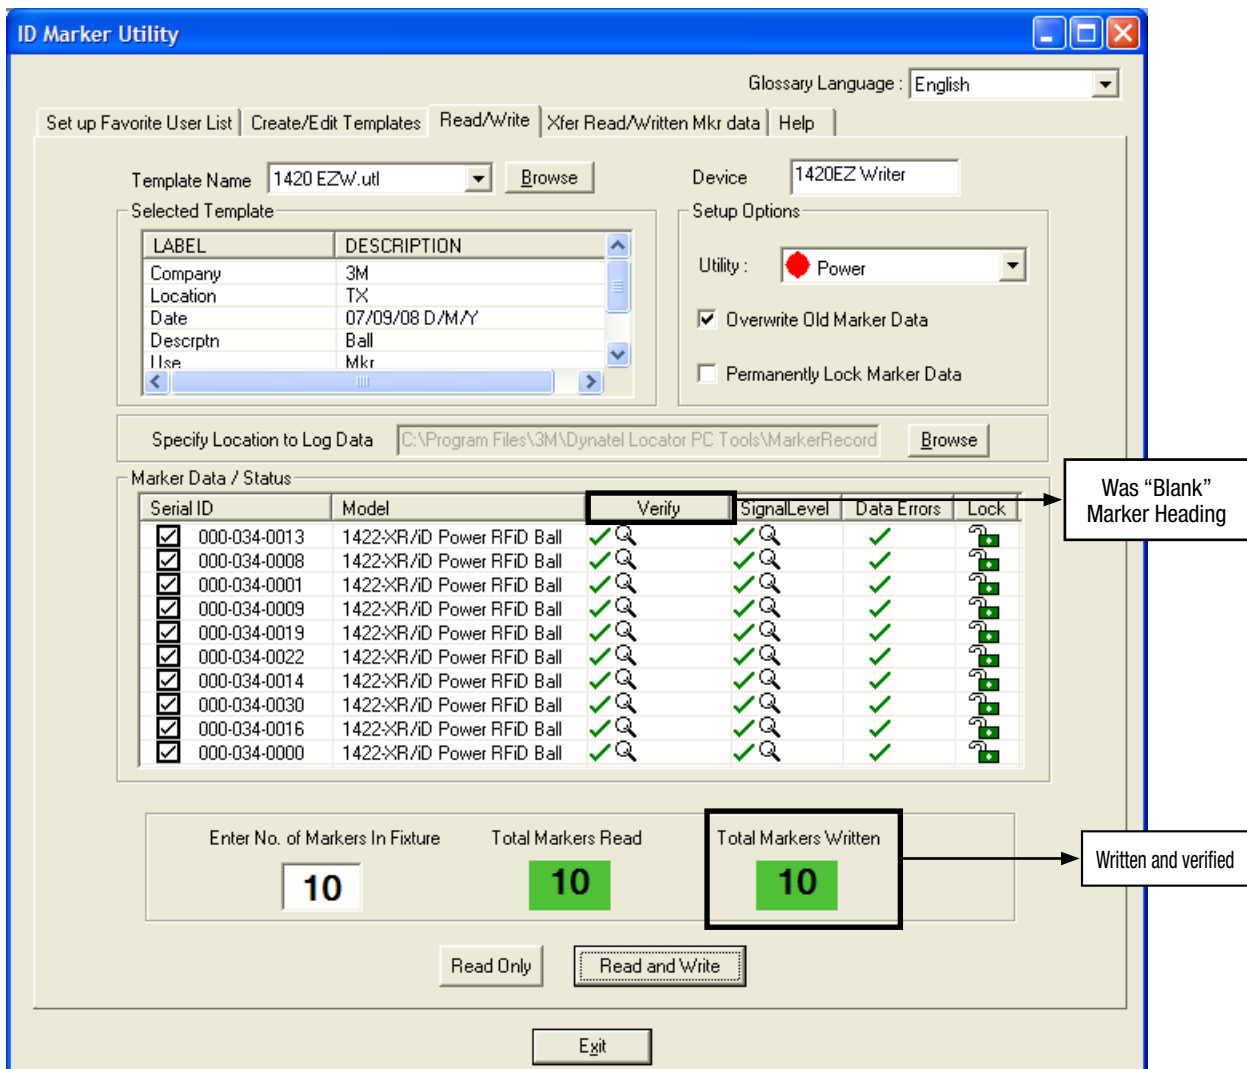 ID Marker Utility
Glossary Language : English
Set up Favorite User List Create/Edit Templates Read/Write Xfer Read/Written Mkr data Help
Template Name 1420 EZW.utl Browse Device 1420EZ Writer
Selected Template Setup Options
LABEL DESCRIPTION
Company 3M
Location TX
Date 07/09/08 D/M/Y
Descrptn Ball
Use Mkr
Utility : Power
Overwrite Old Marker Data
Permanently Lock Marker Data
Specify Location to Log Data C:\Program Files\3M\Dynatel Locator PC Tools\MarkerRecord Browse
Marker Data / Status
Serial ID Model Verify SignalLevel Data Errors Lock
000-034-0013 1422-XR/iD Power RFiD Ball
000-034-0008 1422-XR/iD Power RFiD Ball
000-034-0001 1422-XR/iD Power RFiD Ball
000-034-0009 1422-XR/iD Power RFiD Ball
000-034-0019 1422-XR/iD Power RFiD Ball
000-034-0022 1422-XR/iD Power RFiD Ball
000-034-0014 1422-XR/iD Power RFiD Ball
000-034-0030 1422-XR/iD Power RFiD Ball
000-034-0016 1422-XR/iD Power RFiD Ball
000-034-0000 1422-XR/iD Power RFiD Ball
Was “Blank”
Marker Heading
Enter No. of Markers In Fixture Total Markers Read Total Markers Written
10 10 10
Written and verified
Read Only Read and Write
Exit